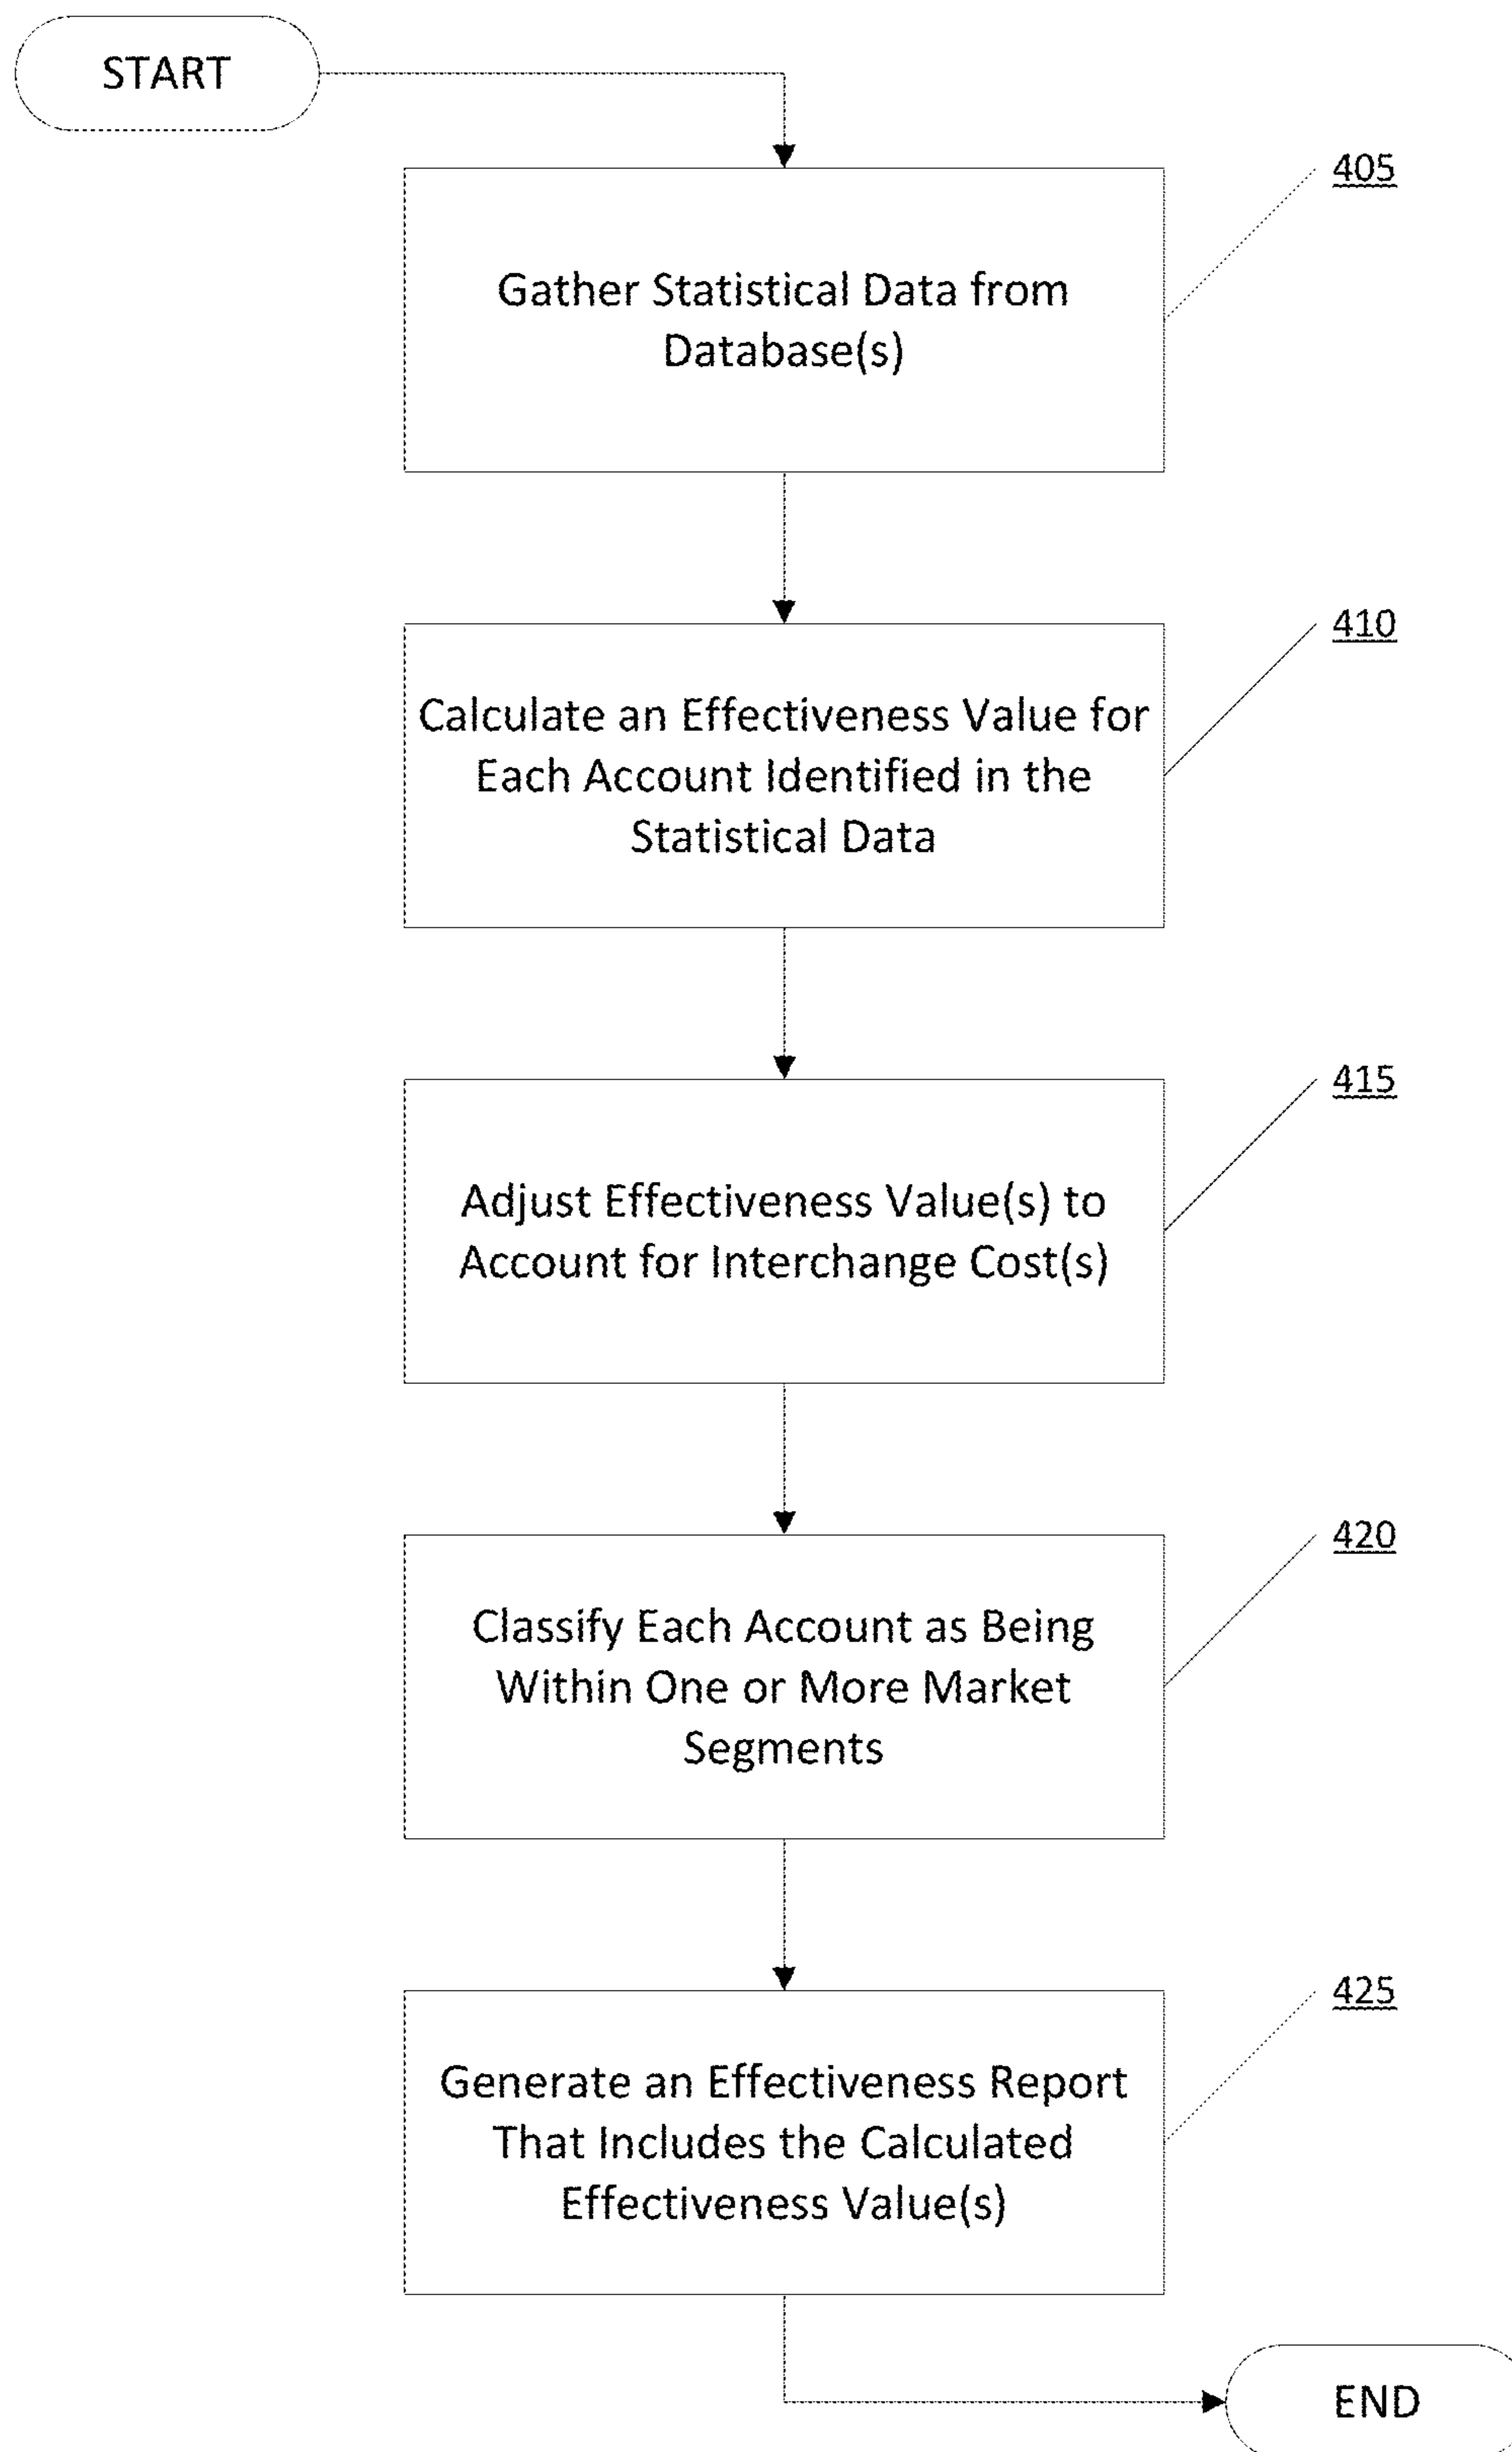 START
405
Gather Statistical Data from
Database(s)
410
Calculate an Effectiveness Value for
Each Account Identified in the
Statistical Data
415
Adjust Effectiveness Value(s) to
Account for Interchange Cost(s)
420
Classify Each Account as Being
Within One or More Market
Segments
425
Generate an Effectiveness Report
That Includes the Calculated
Effectiveness Value(s)
END